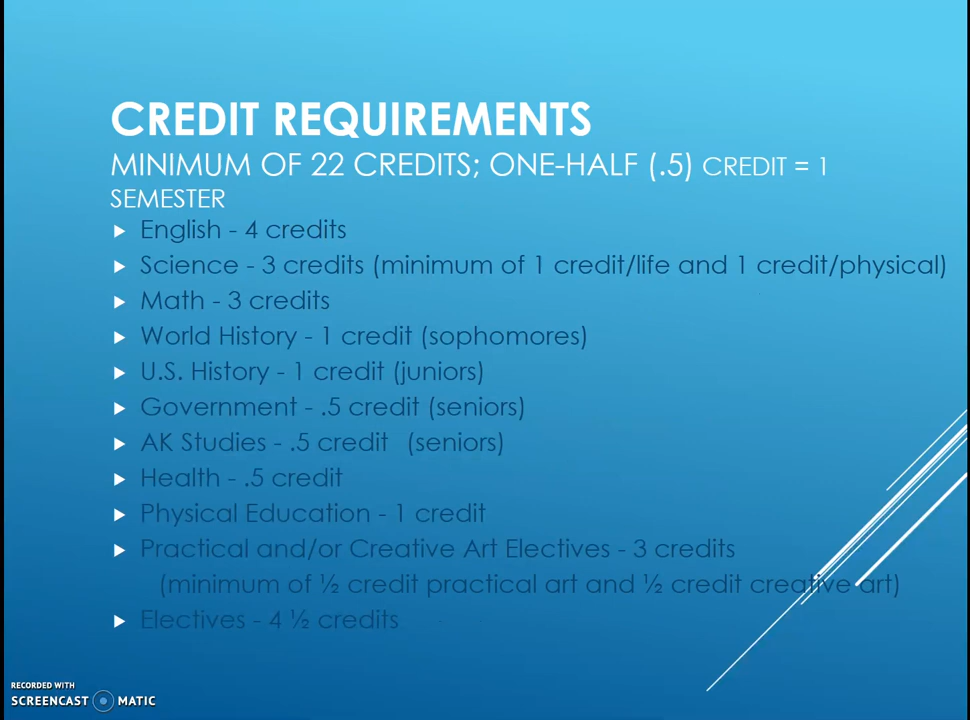 CREDIT REQUIREMENTS
MINIMUM OF 22 CREDITS; ONE-HALF (.5) CREDIT = 1
SEMESTER
English - 4 credits
Science - 3 credits (minimum of 1 credit/life and 1 credit/physical)
Math - 3 credits
World History - 1 credit (sophomores)
U.S. History - 1 credit (juniors)
Government - .5 credit (seniors)
AK Studies - .5 credit (seniors)
Health - .5 credit
Physical Education - 1 credit
Practical and/or Creative Art Electives - 3 credits
(minimum of ½ credit practical art and ½ credit creative art)
Electives - 4 ½ credits
RECORDED WITH
SCREENCAST MATIC